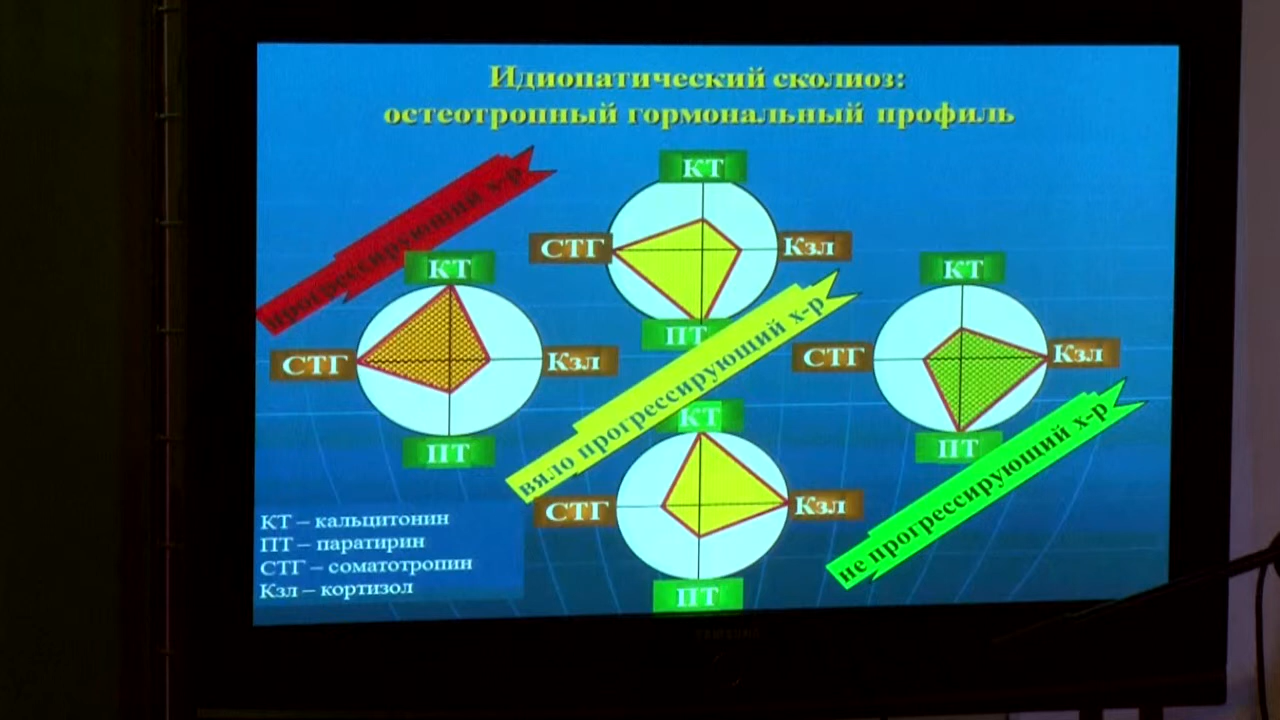 Идиопатический сколиоз:
остеотропный гормональный профиль
прогрессирующий х-р
КТ
СТГ
Кзл
ПТ
КТ
СТГ
Кзл
ПТ
вяло прогрессирующий х-р
КТ
СТГ
Кзл
ПТ
КТ
СТГ
Кзл
ПТ
не прогрессирующий х-р
КТ – кальцитонин
ПТ – паратирин
СТГ – соматотропин
Кзл – кортизол
SAMSUNG